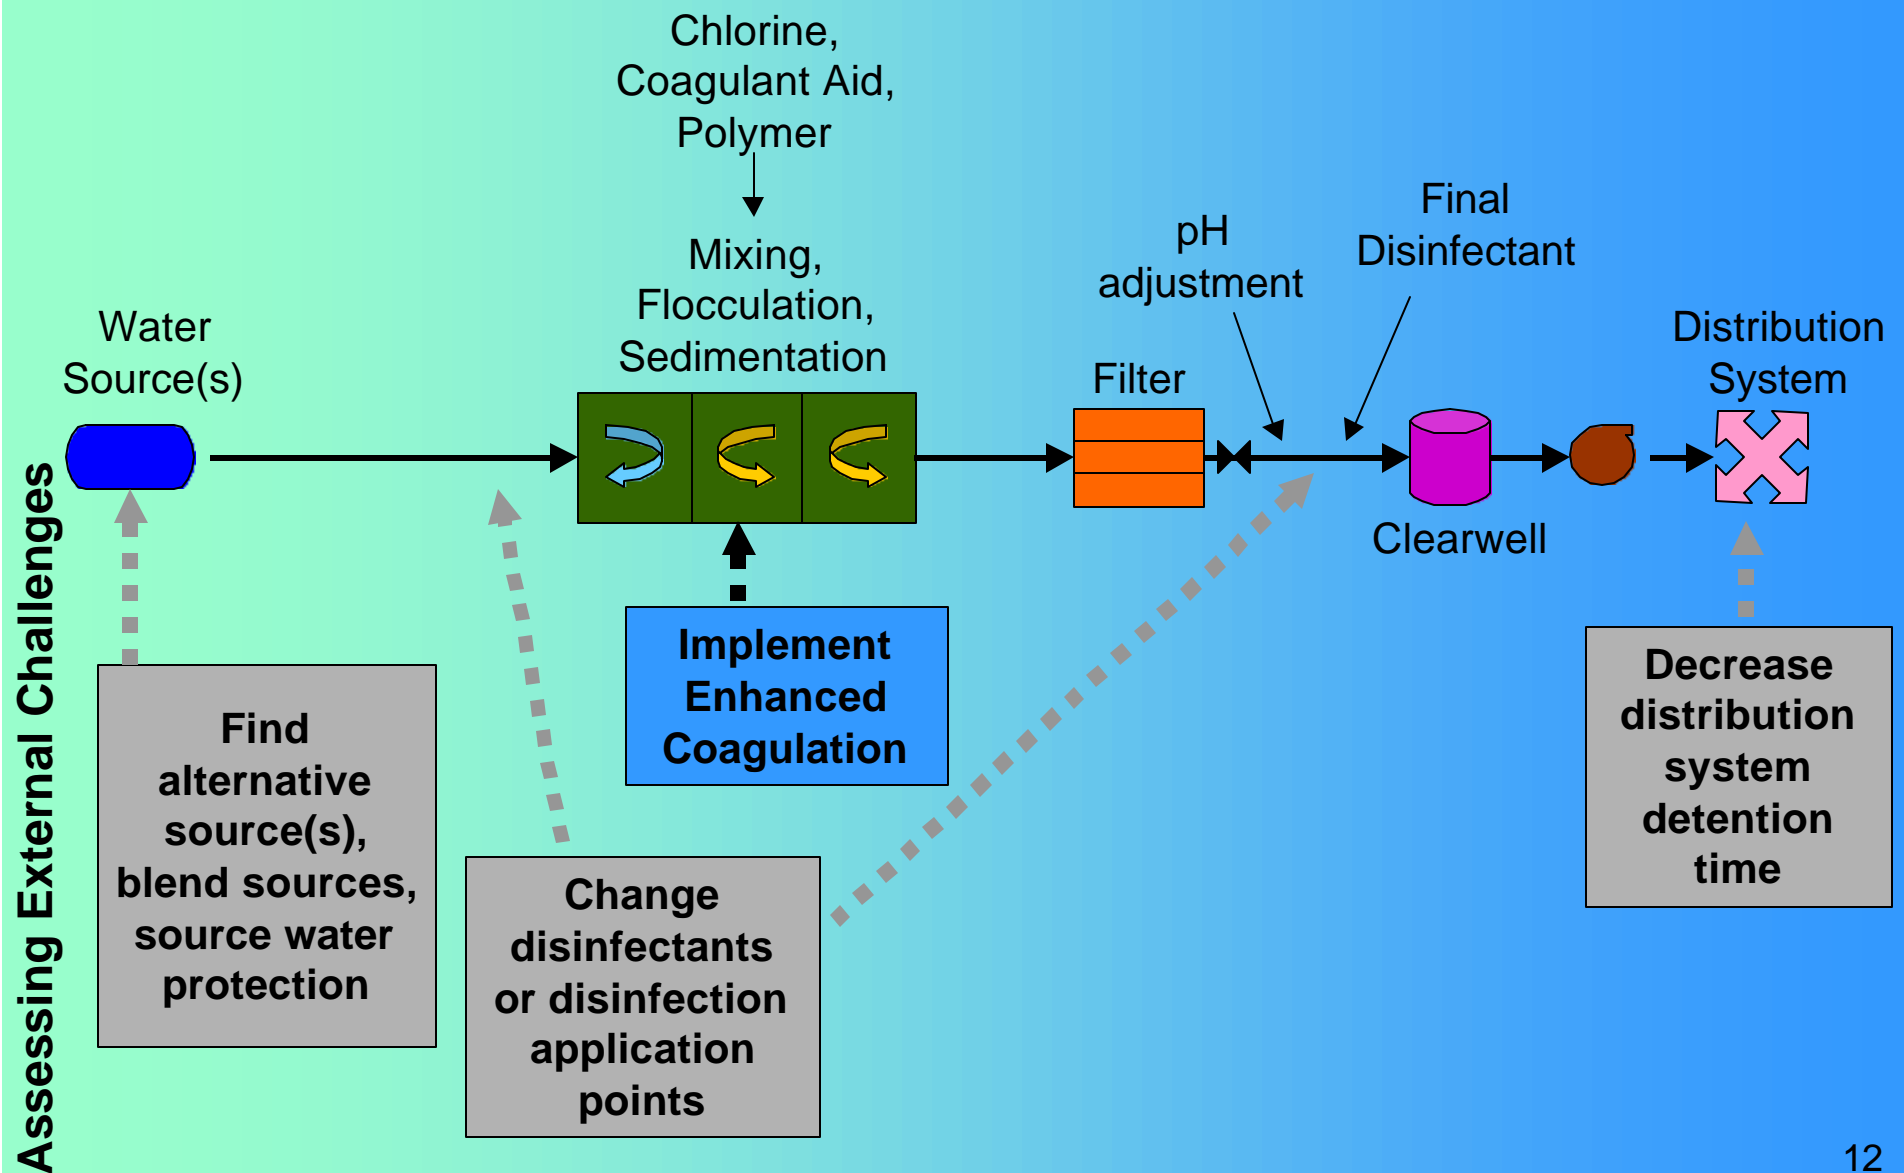 Assessing External Challenges
Chlorine,
Coagulant Aid,
Polymer
Mixing,
Flocculation,
Sedimentation
Water
Source(s)
Filter
pH
adjustment
Final
Disinfectant
Clearwell
Distribution
System
Find
alternative
source(s),
blend sources,
source water
protection
Change
disinfectants
or disinfection
application
points
Implement
Enhanced
Coagulation
Decrease
distribution
system
detention
time
12